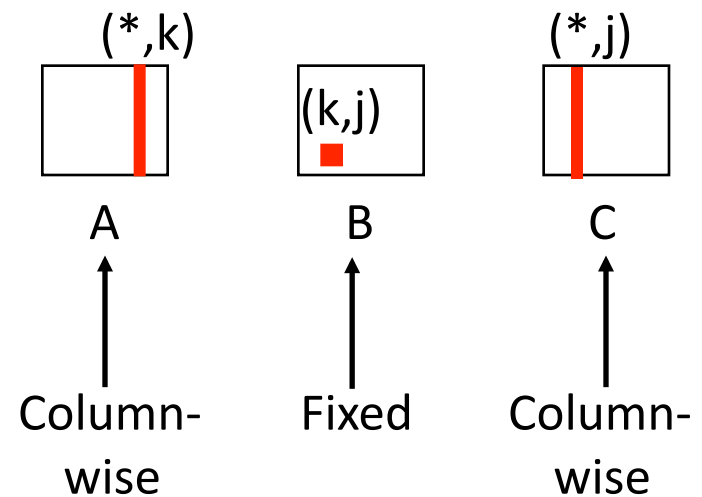 (*,k)
(*,j)
(k,j)
A
B
C
Column-
wise
Fixed
Column-
wise